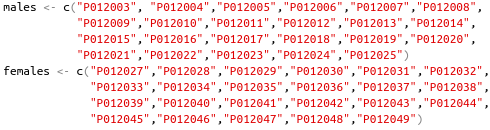 males <- c("P012003", "P012004","P012005","P012006","P012007","P012008",
"P012009","P012010","P012011","P012012","P012013","P012014",
"P012015","P012016","P012017","P012018","P012019","P012020",
"P012021","P012022","P012023","P012024","P012025")
females <- c("P012027","P012028","P012029","P012030","P012031","P012032",
"P012033","P012034","P012035","P012036","P012037","P012038",
"P012039","P012040","P012041","P012042","P012043","P012044",
"P012045","P012046","P012047","P012048","P012049")